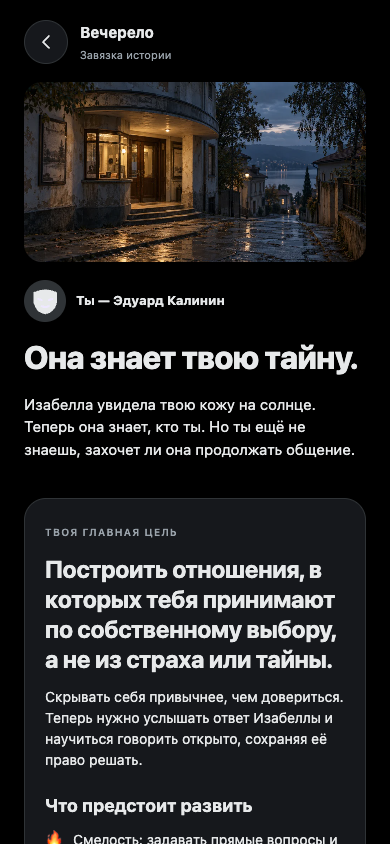 Вечерело
Завязка истории
Ты — Эдуард Калинин
Она знает твою тайну.
Изабелла увидела твою кожу на солнце.
Теперь она знает, кто ты. Но ты ещё не
знаешь, захочет ли она продолжать общение.
ТВОЯ ГЛАВНАЯ ЦЕЛЬ
Построить отношения, в
которых тебя принимают
по собственному выбору,
а не из страха или тайны.
Скрывать себя привычнее, чем довериться.
Теперь нужно услышать ответ Изабеллы и
научиться говорить открыто, сохраняя её
право решать.
Что предстоит развить
Смелость: задавать прямые вопросы и